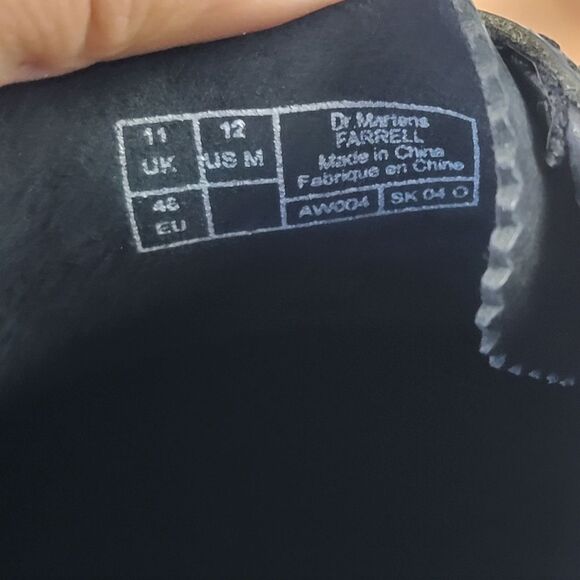 11
UK
12
US M
46
EU
Dr.Martens
FARRELL
Made in China
Fabrique en Chine
AW004
SK 04 O